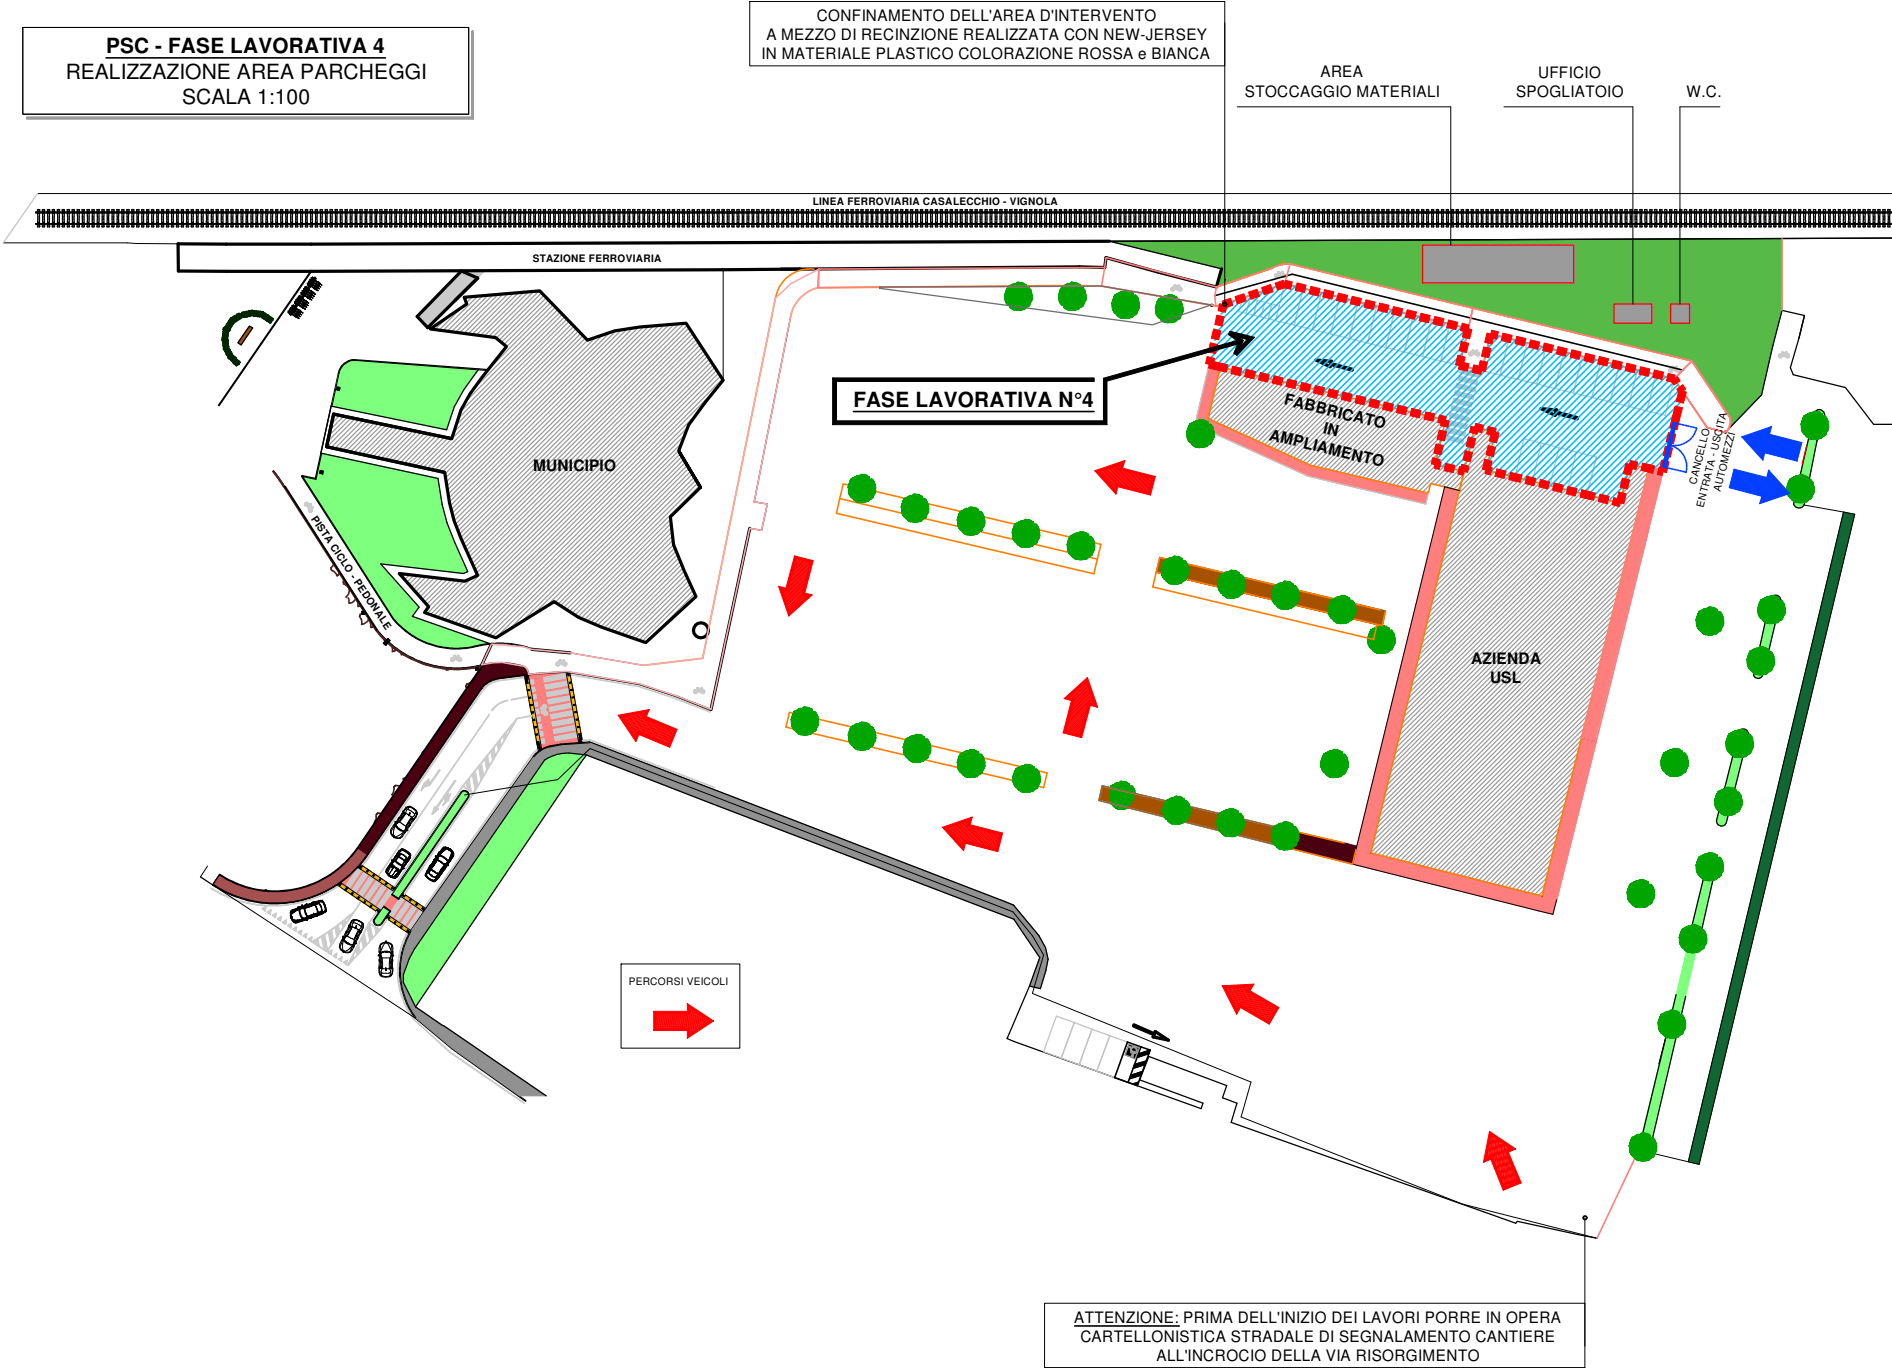 PSC - FASE LAVORATIVA 4
REALIZZAZIONE AREA PARCHEGGI
SCALA 1:100
CONFINAMENTO DELL'AREA D'INTERVENTO
A MEZZO DI RECINZIONE REALIZZATA CON NEW-JERSEY
IN MATERIALE PLASTICO COLORAZIONE ROSSA e BIANCA
AREA
STOCCAGGIO MATERIALI
UFFICIO
SPOGLIATOIO
W.C.
LINEA FERROVIARIA CASALECCHIO - VIGNOLA
STAZIONE FERROVIARIA
FASE LAVORATIVA N°4
FABBRICATO
IN
AMPLIAMENTO
CANCELLO
ENTRATA - USCITA
AUTOMEZZI
MUNICIPIO
PISTA CICLO - PEDONALE
AZIENDA
USL
PERCORSI VEICOLI
ATTENZIONE: PRIMA DELL'INIZIO DEI LAVORI PORRE IN OPERA
CARTELLONISTICA STRADALE DI SEGNALAMENTO CANTIERE
ALL'INCROCIO DELLA VIA RISORGIMENTO